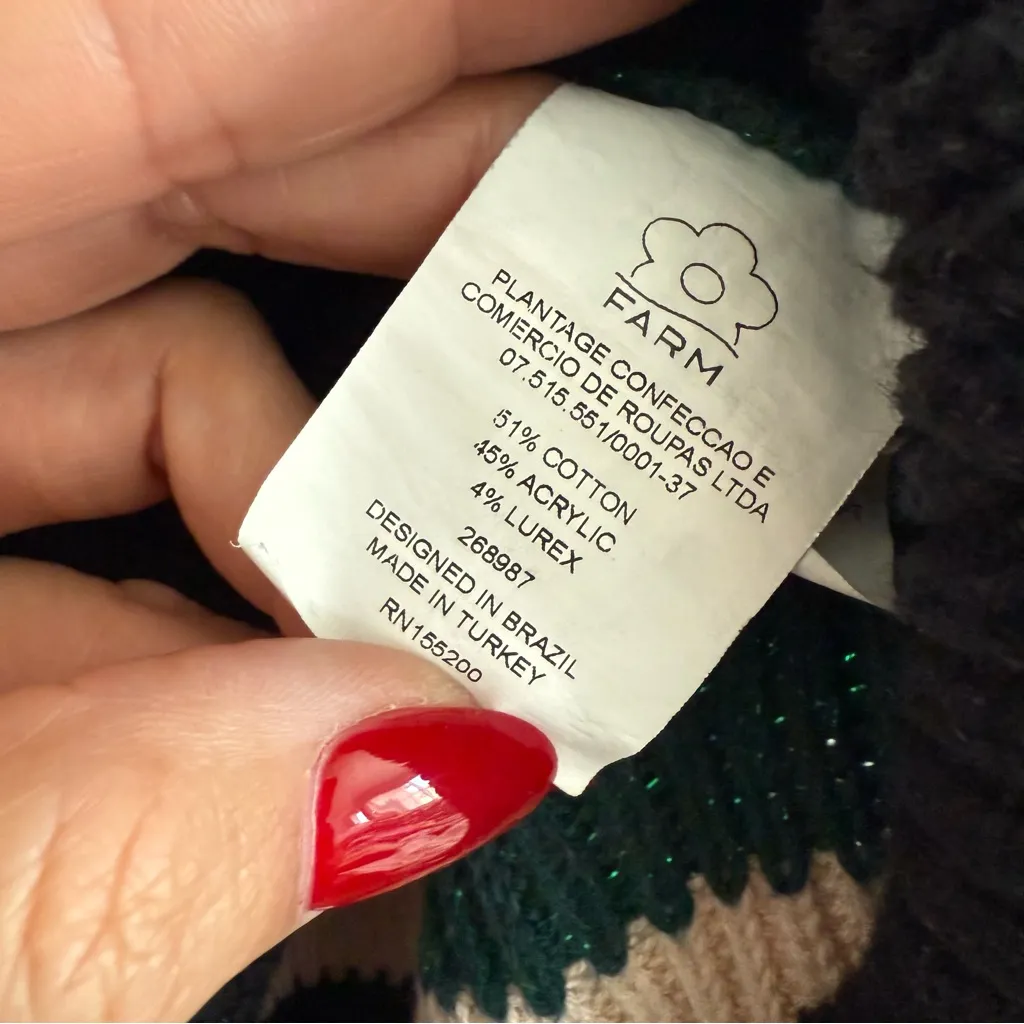 FARM
PLANTAGE CONFECCAO E
COMERCIO DE ROUPAS LTDA
07.515.551/0001-37
51% COTTON
45% ACRYLIC
4% LUREX
268987
DESIGNED IN BRAZIL
MADE IN TURKEY
RN155200